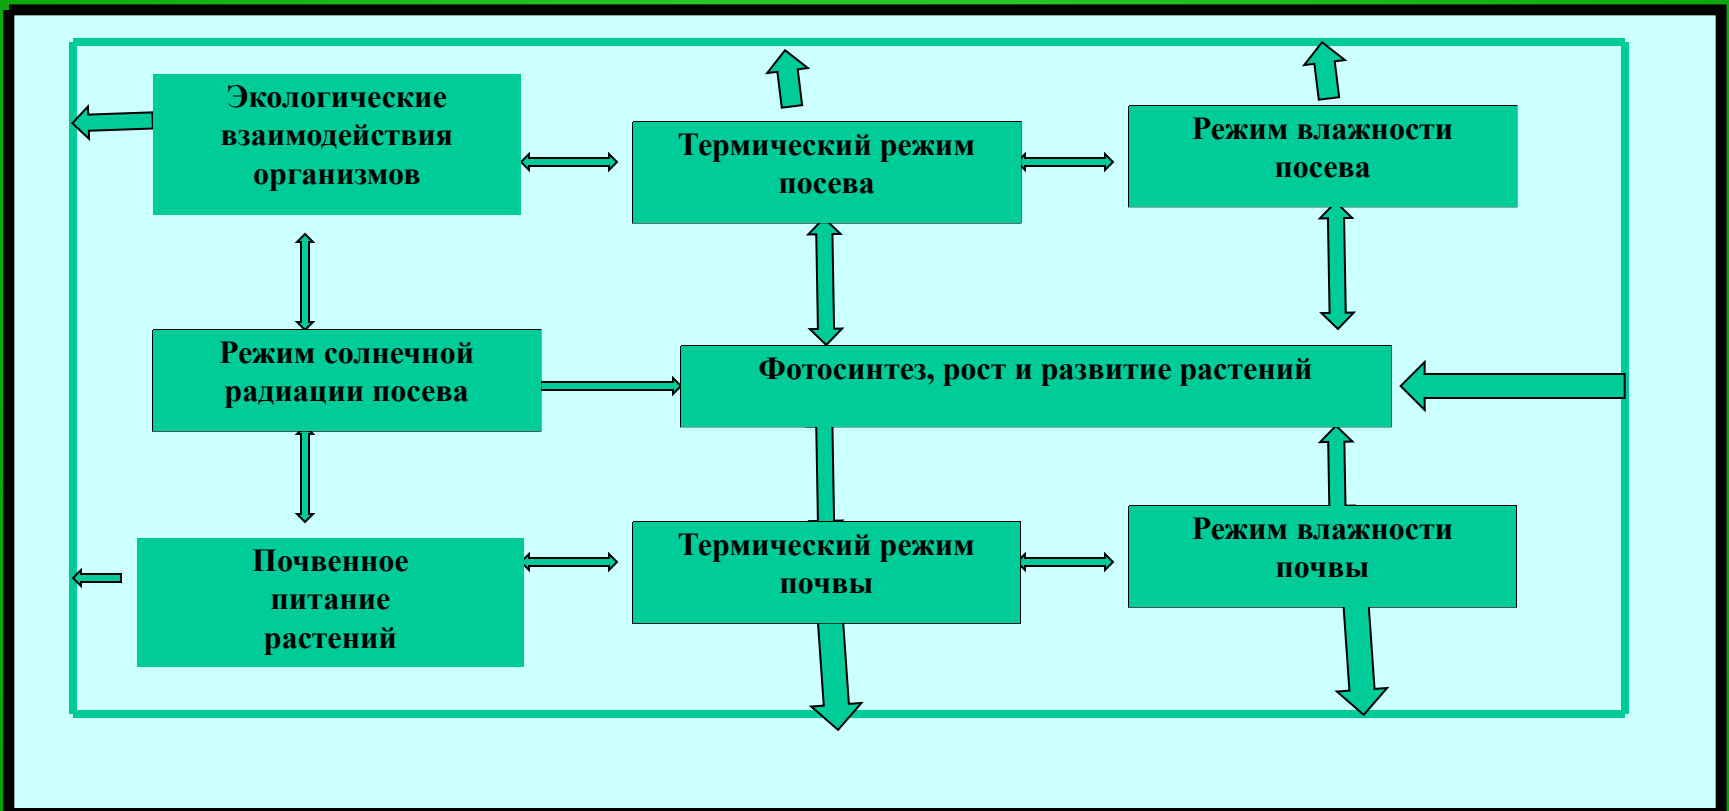 Экологические
взаимодействия
организмов
Термический режим
посева
Режим влажности
посева
Режим солнечной
радиации посева
Фотосинтез, рост и развитие растений
Почвенное
питание
растений
Термический режим
почвы
Режим влажности
почвы